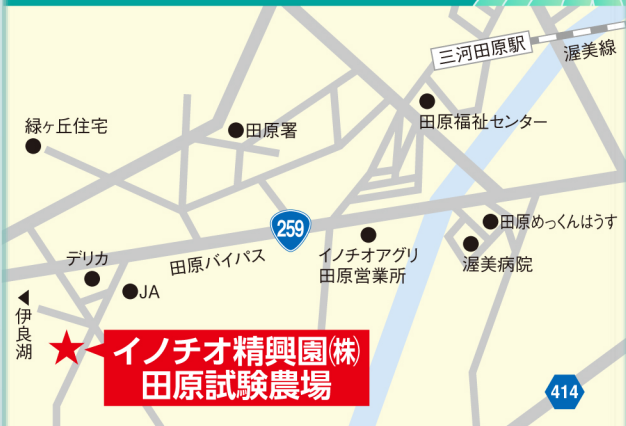 三河田原駅
渥美線
緑ヶ丘住宅
田原署
田原福祉センター
259
田原めっくんはうす
デリカ
田原バイパス
イノチオアグリ
田原営業所
渥美病院
JA
◀伊良湖
イノチオ精興園㈱
田原試験農場
414